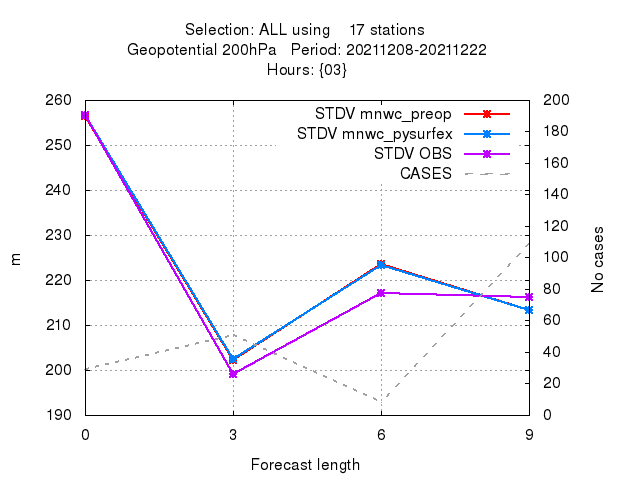 Selection: ALL using    17 stations
Geopotential 200hPa   Period: 20211208-20211222
Hours: {03}
260
250
240
230
220
210
200
190
200
180
160
140
120
100
80
60
40
20
0
STDV mnwc_preop
STDV mnwc_pysurfex
STDV OBS
CASES
m
No cases
0 3 6 9
Forecast length